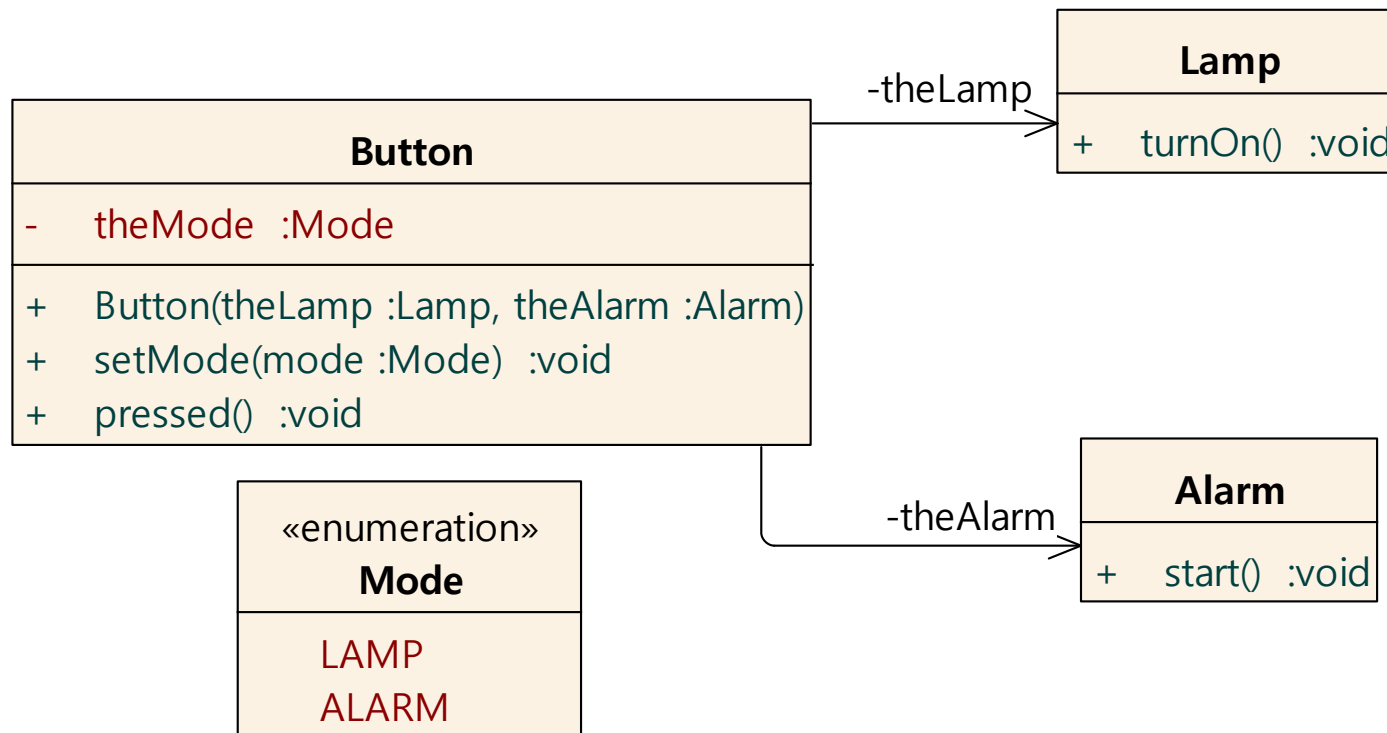 Button
- theMode :Mode
+ Button(theLamp :Lamp, theAlarm :Alarm)
+ setMode(mode :Mode) :void
+ pressed() :void
-theLamp
Lamp
+ turnOn() :void
-theAlarm
Alarm
+ start() :void
«enumeration»
Mode
LAMP
ALARM